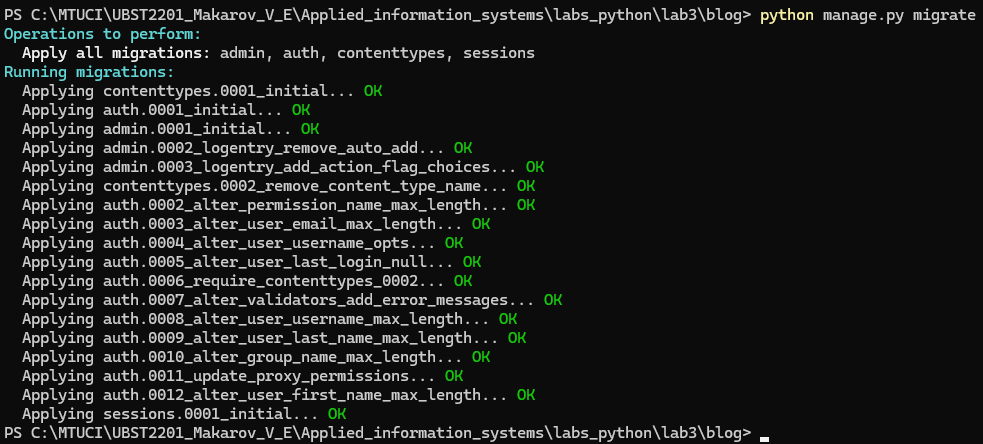 PS C:\MTUCI\UBST2201_Makarov_V_E\Applied_information_systems\labs_python\lab3\blog> python manage.py migrate
Operations to perform:
  Apply all migrations: admin, auth, contenttypes, sessions
Running migrations:
  Applying contenttypes.0001_initial... OK
  Applying auth.0001_initial... OK
  Applying admin.0001_initial... OK
  Applying admin.0002_logentry_remove_auto_add... OK
  Applying admin.0003_logentry_add_action_flag_choices... OK
  Applying contenttypes.0002_remove_content_type_name... OK
  Applying auth.0002_alter_permission_name_max_length... OK
  Applying auth.0003_alter_user_email_max_length... OK
  Applying auth.0004_alter_user_username_opts... OK
  Applying auth.0005_alter_user_last_login_null... OK
  Applying auth.0006_require_contenttypes_0002... OK
  Applying auth.0007_alter_validators_add_error_messages... OK
  Applying auth.0008_alter_user_username_max_length... OK
  Applying auth.0009_alter_user_last_name_max_length... OK
  Applying auth.0010_alter_group_name_max_length... OK
  Applying auth.0011_update_proxy_permissions... OK
  Applying auth.0012_alter_user_first_name_max_length... OK
  Applying sessions.0001_initial... OK
PS C:\MTUCI\UBST2201_Makarov_V_E\Applied_information_systems\labs_python\lab3\blog>